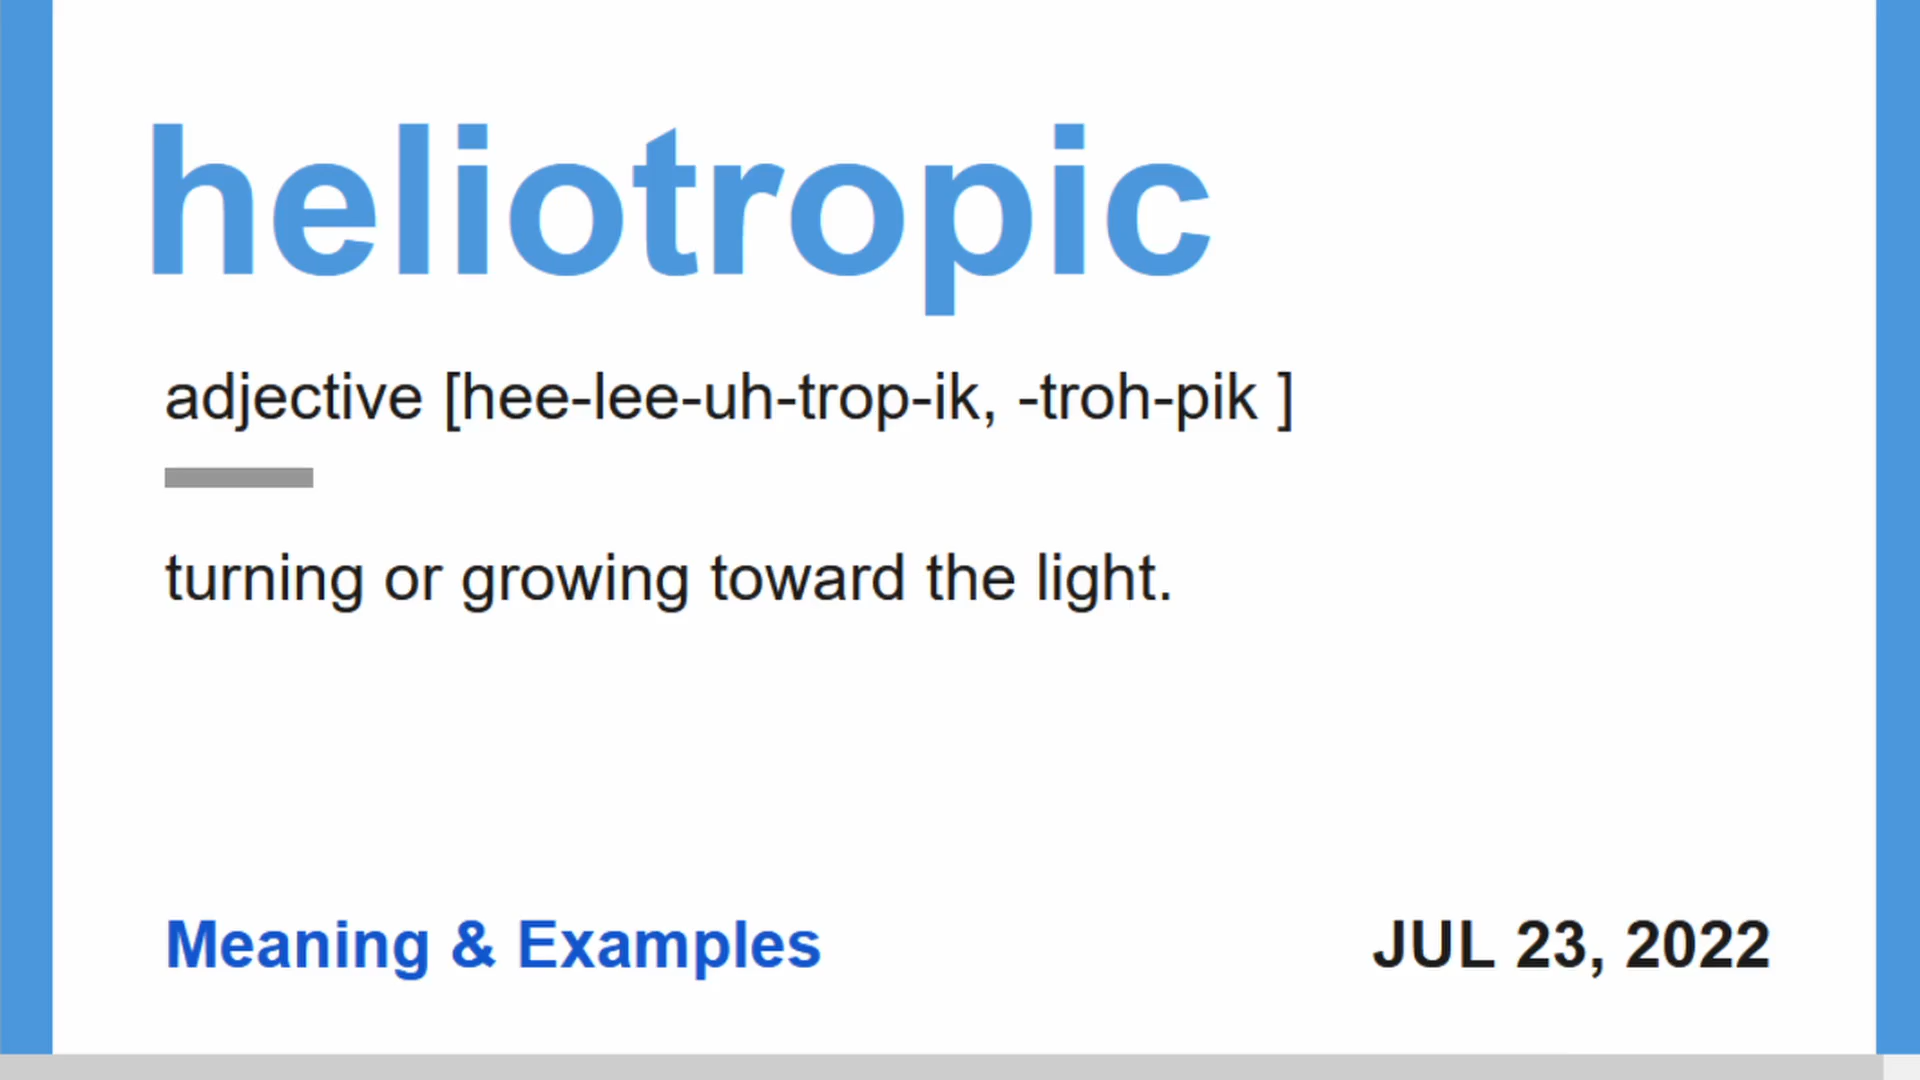 heliotropic
adjective [hee-lee-uh-trop-ik, -troh-pik ]
turning or growing toward the light.
Meaning & Examples
JUL 23, 2022